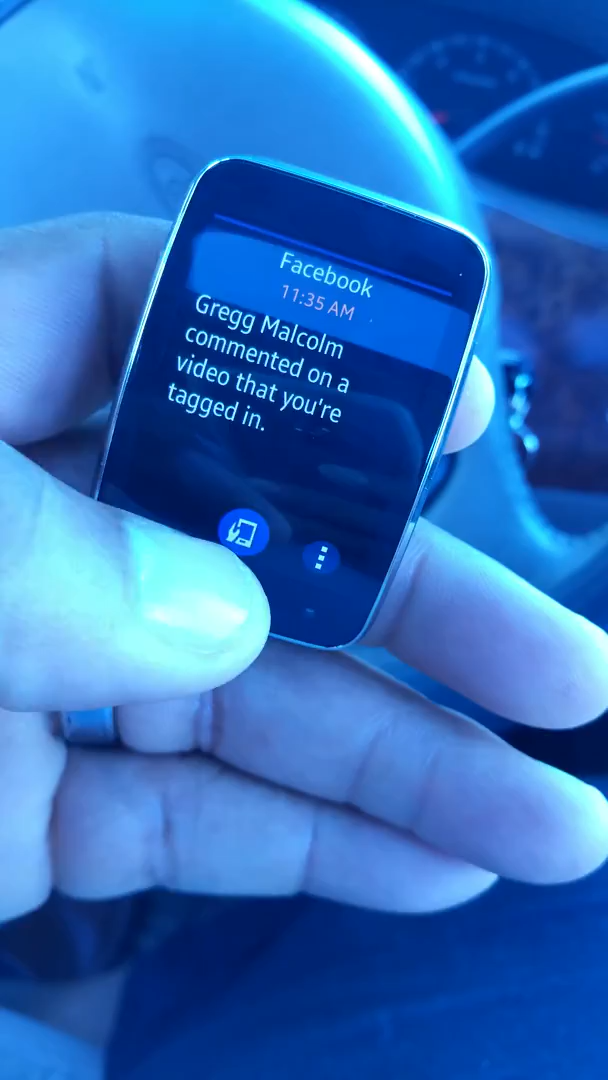 Facebook
11:35 AM
Gregg Malcolm
commented on a
video that you're
tagged in.